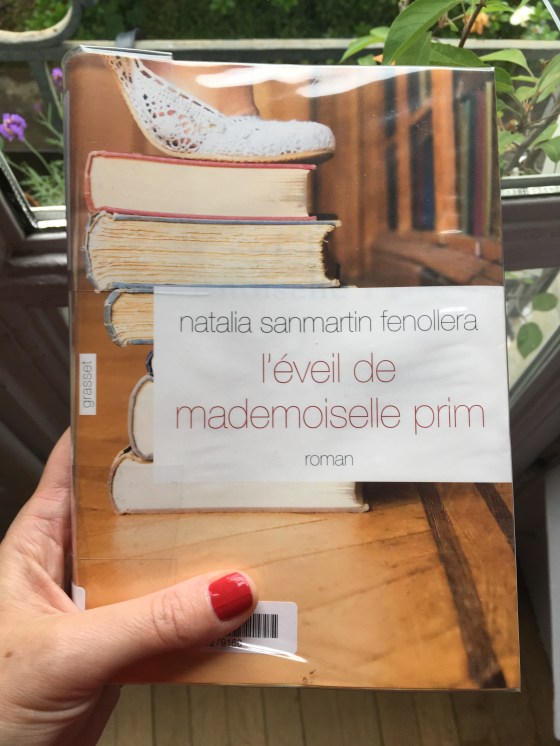 natalia sanmartin fenollera
l'éveil de
mademoiselle prim
roman
grasset